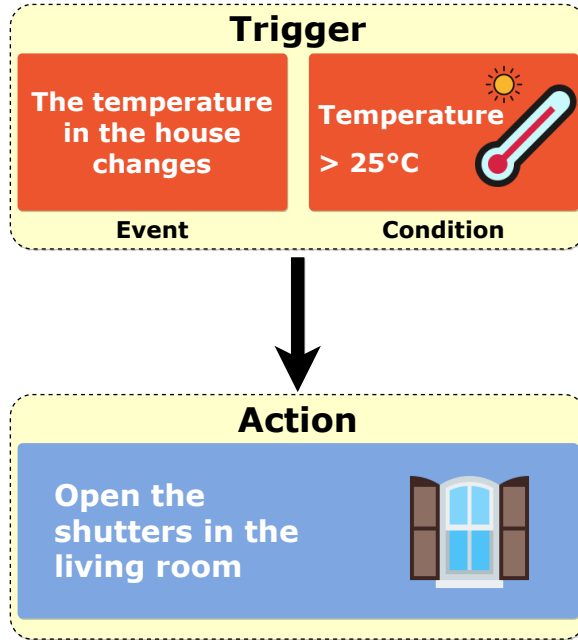 Trigger
The temperature
in the house
changes
Temperature
> 25°C
Event
Condition
Action
Open the
shutters in the
living room